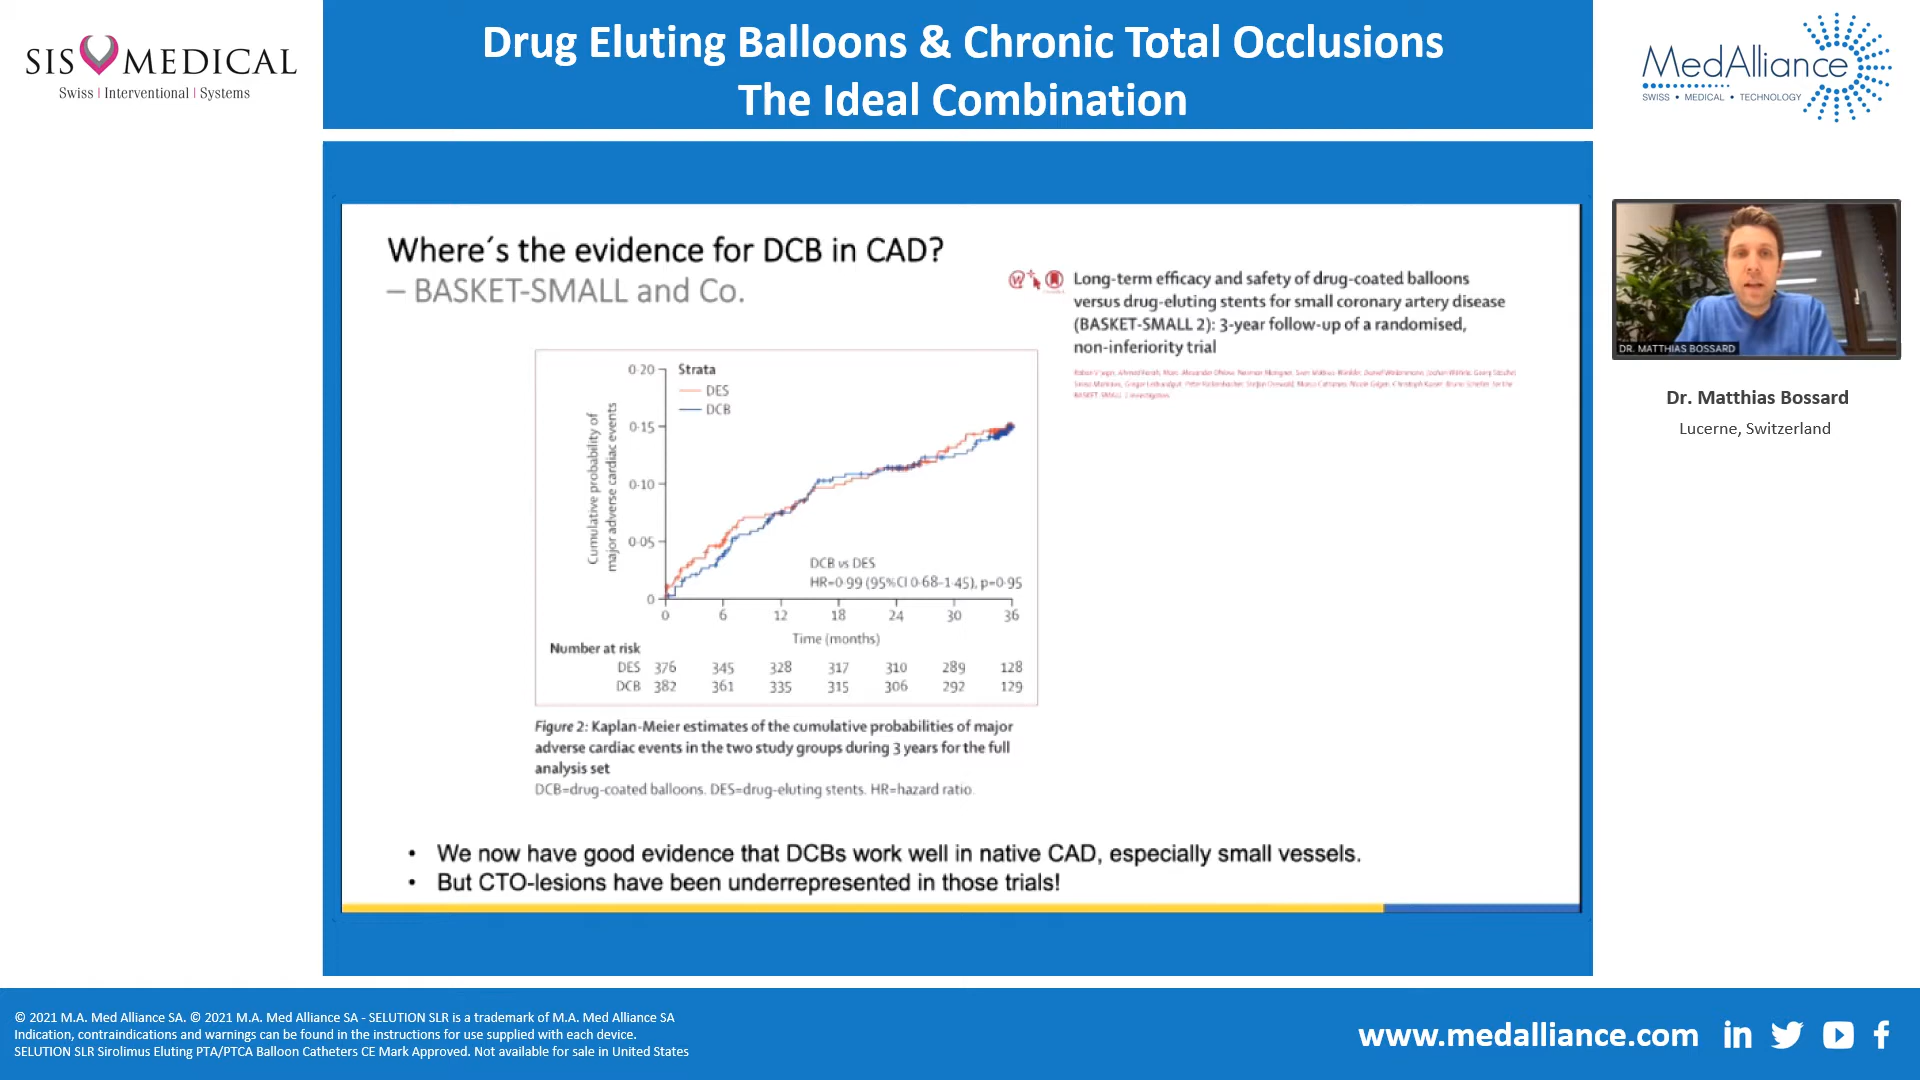 SIS MEDICAL
Swiss | Interventional | Systems
Drug Eluting Balloons & Chronic Total Occlusions
The Ideal Combination
MedAlliance
SWISS • MEDICAL • TECHNOLOGY
Where´s the evidence for DCB in CAD?
– BASKET-SMALL and Co.
Long-term efficacy and safety of drug-coated balloons
versus drug-eluting stents for small coronary artery disease
(BASKET-SMALL 2): 3-year follow-up of a randomised,
non-inferiority trial
Cumulative probability of
major adverse cardiac events
0·20
0·15
0·10
0·05
0
Strata
DES
DCB
DCB vs DES
HR=0·99 (95%CI 0·68–1·45), p=0·95
0 6 12 18 24 30 36
Time (months)
Number at risk
DES 376 345 328 317 310 289 128
DCB 382 361 335 315 306 292 129
Figure 2: Kaplan-Meier estimates of the cumulative probabilities of major
adverse cardiac events in the two study groups during 3 years for the full
analysis set
DCB=drug-coated balloons. DES=drug-eluting stents. HR=hazard ratio.
• We now have good evidence that DCBs work well in native CAD, especially small vessels.
• But CTO-lesions have been underrepresented in those trials!
DR. MATTHIAS BOSSARD
Dr. Matthias Bossard
Lucerne, Switzerland
© 2021 M.A. Med Alliance SA. © 2021 M.A. Med Alliance SA - SELUTION SLR is a trademark of M.A. Med Alliance SA
Indication, contraindications and warnings can be found in the instructions for use supplied with each device.
SELUTION SLR Sirolimus Eluting PTA/PTCA Balloon Catheters CE Mark Approved. Not available for sale in United States
www.medalliance.com